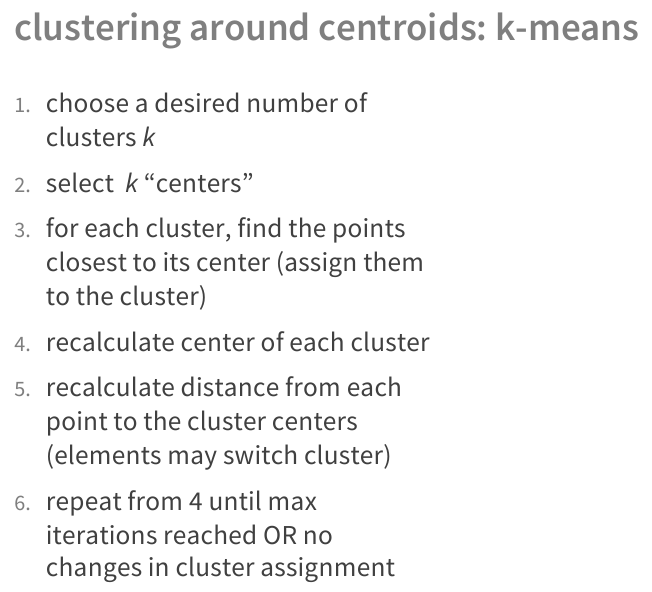 clustering around centroids: k-means
1. choose a desired number of
clusters k
2. select k “centers”
3. for each cluster, find the points
closest to its center (assign them
to the cluster)
4. recalculate center of each cluster
5. recalculate distance from each
point to the cluster centers
(elements may switch cluster)
6. repeat from 4 until max
iterations reached OR no
changes in cluster assignment